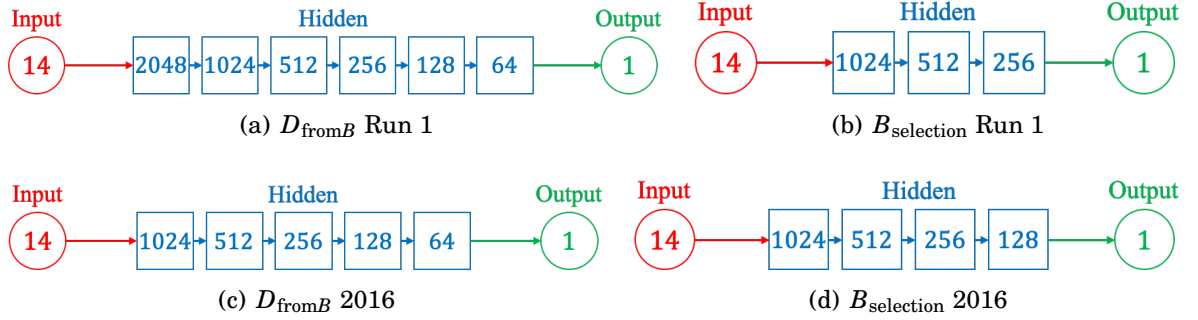 Input Hidden Output
14 2048 1024 512 256 128 64 1
(a) D_fromB Run 1
Input Hidden Output
14 1024 512 256 1
(b) B_selection Run 1
Input Hidden Output
14 1024 512 256 128 64 1
(c) D_fromB 2016
Input Hidden Output
14 1024 512 256 128 1
(d) B_selection 2016